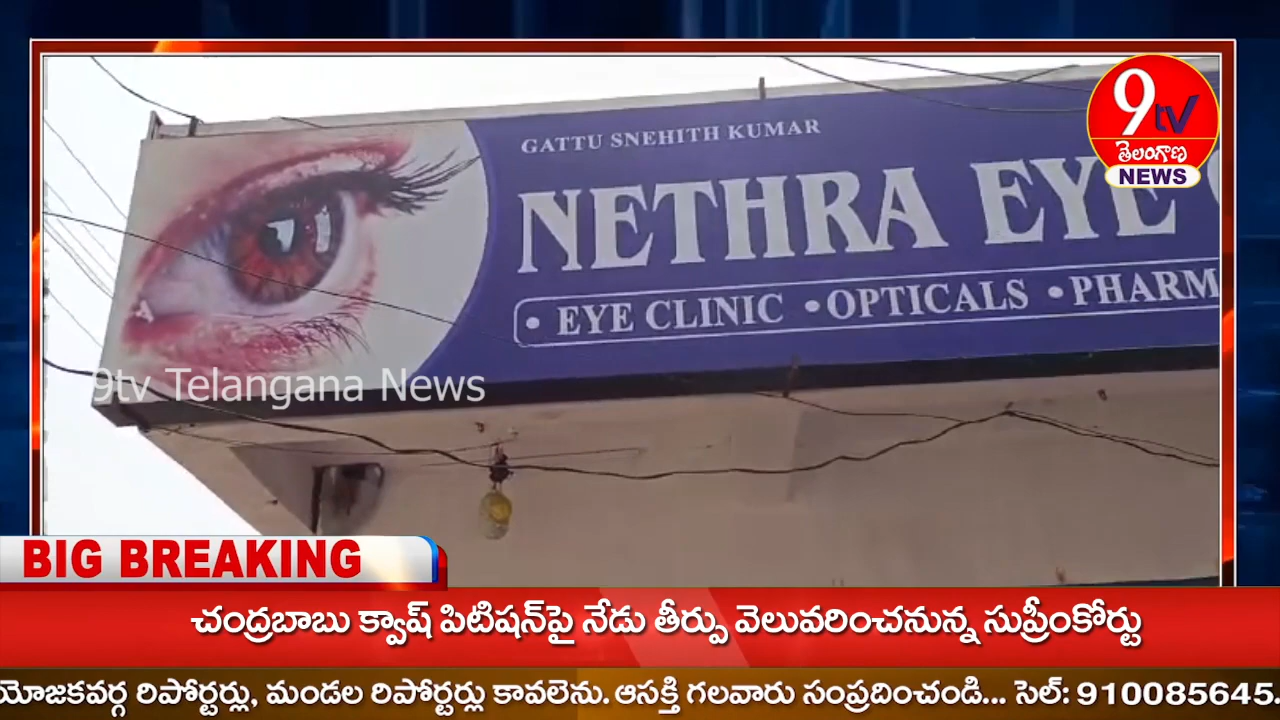 9tv
తెలంగాణ
NEWS
GATTU SNEHITH KUMAR
NETHRA EYE
• EYE CLINIC • OPTICALS • PHARM
9tv Telangana News
BIG BREAKING
చంద్రబాబు క్వాష్ పిటిషన్‌పై నేడు తీర్పు వెలువరించనున్న సుప్రీంకోర్టు
యోజకవర్గ రిపోర్టర్లు, మండల రిపోర్టర్లు కావలెను. ఆసక్తి గలవారు సంప్రదించండి... సెల్: 910085645.